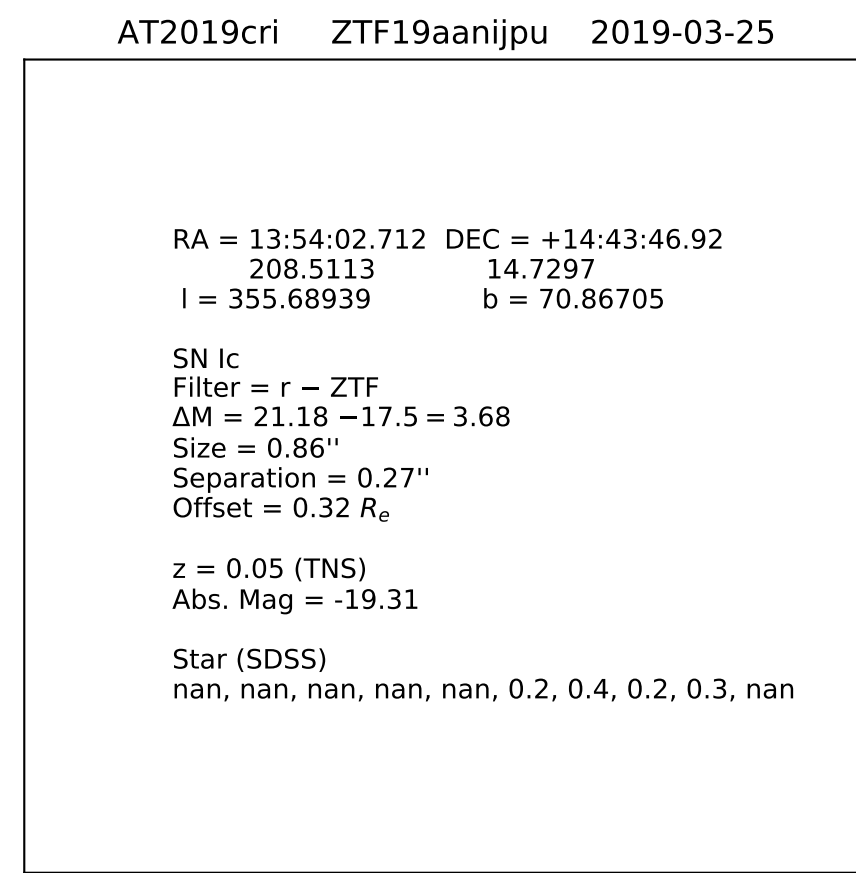 AT2019cri ZTF19aanijpu 2019-03-25
RA = 13:54:02.712 DEC = +14:43:46.92
208.5113 14.7297
l = 355.68939 b = 70.86705
SN Ic
Filter = r − ZTF
ΔM = 21.18 −17.5 = 3.68
Size = 0.86''
Separation = 0.27''
Offset = 0.32 Rₑ
z = 0.05 (TNS)
Abs. Mag = -19.31
Star (SDSS)
nan, nan, nan, nan, nan, 0.2, 0.4, 0.2, 0.3, nan